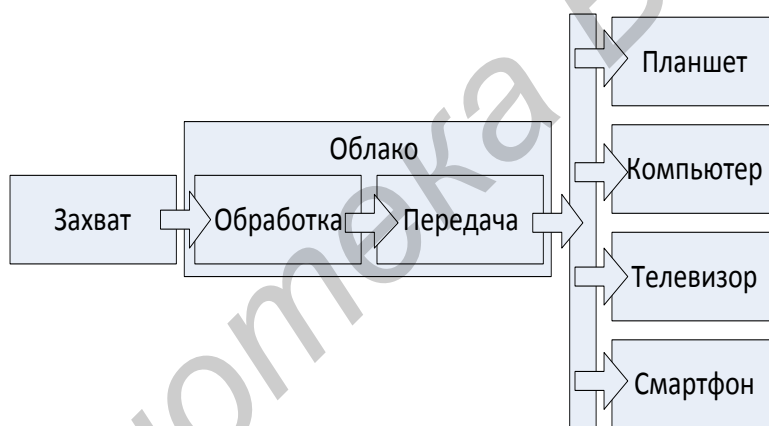 Облако
Захват
Обработка
Передача
Планшет
Компьютер
Телевизор
Смартфон